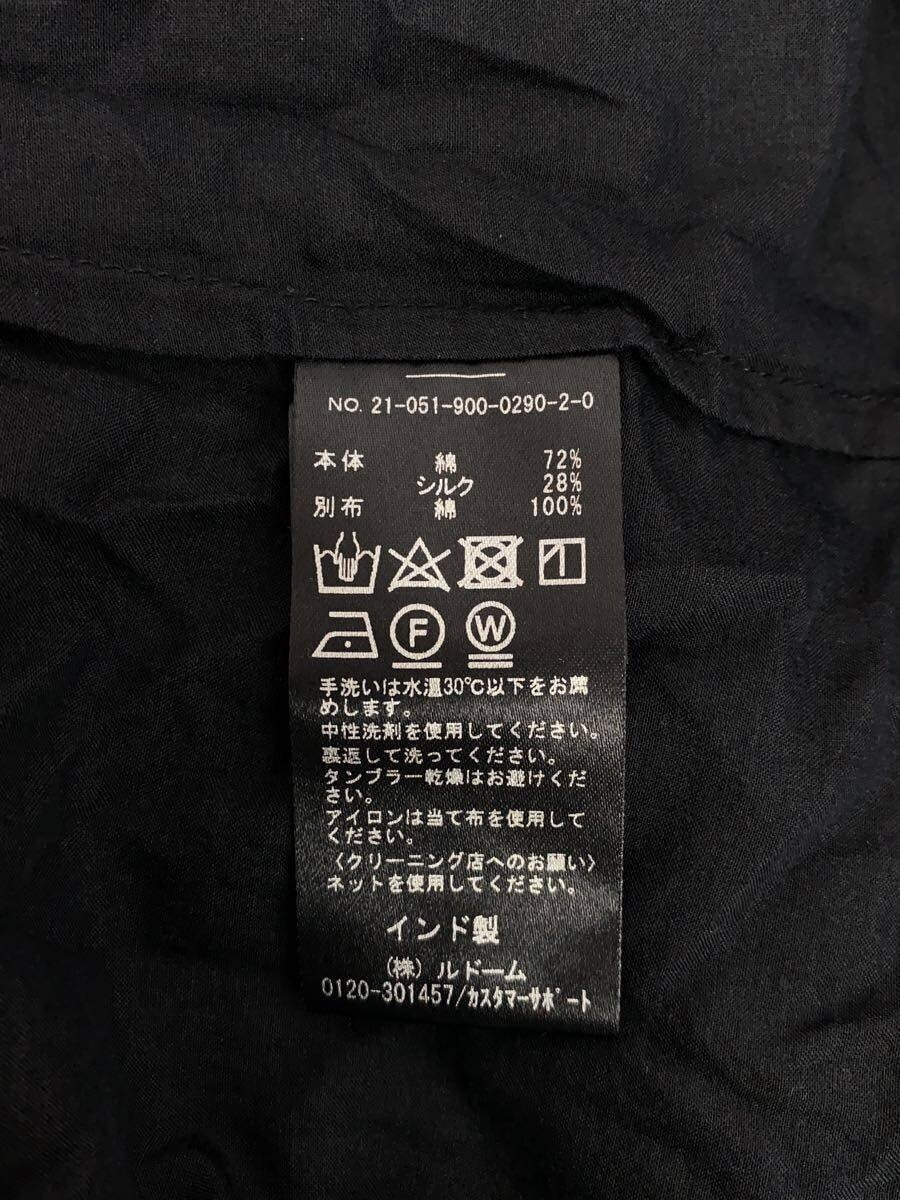 NO. 21-051-900-0290-2-0
本体 綿 72%
シルク 28%
別布 綿 100%
F W
手洗いは水温30℃以下をお薦
めします。
中性洗剤を使用してください。
裏返して洗ってください。
タンブラー乾燥はお避けくだ
さい。
アイロンは当て布を使用して
ください。
〈クリーニング店へのお願い〉
ネットを使用してください。
インド製
(株)ルドーム
0120-301457/カスタマーサポート